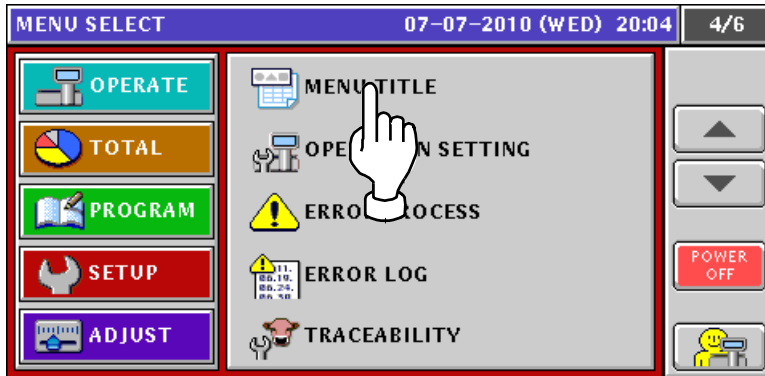 MENU SELECT 07-07-2010 (WED) 20:04 4/6
OPERATE
TOTAL
PROGRAM
SETUP
ADJUST
MENU TITLE
SETTING
ERROR LOG
TRACEABILITY
POWER
OFF